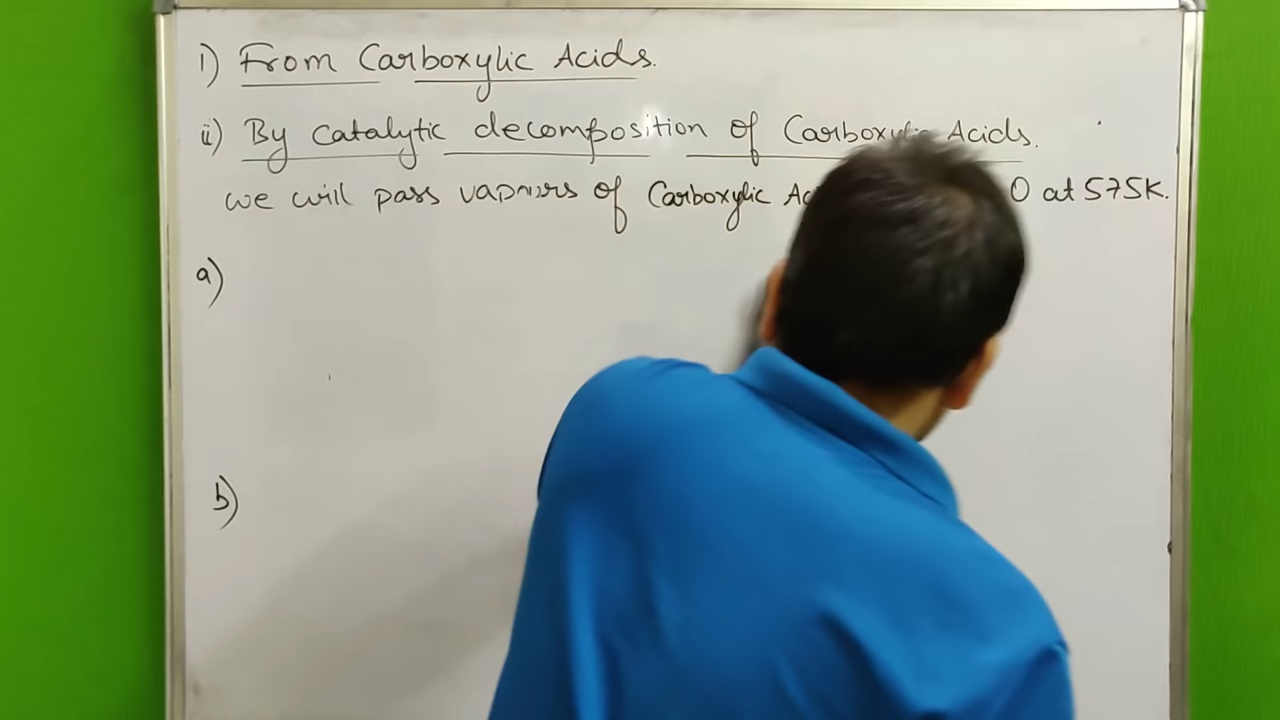 i) From Carboxylic Acids.
ii) By catalytic decomposition of Carboxylic Acids.
we will pass vapours of Carboxylic O at 575K.
a)
b)